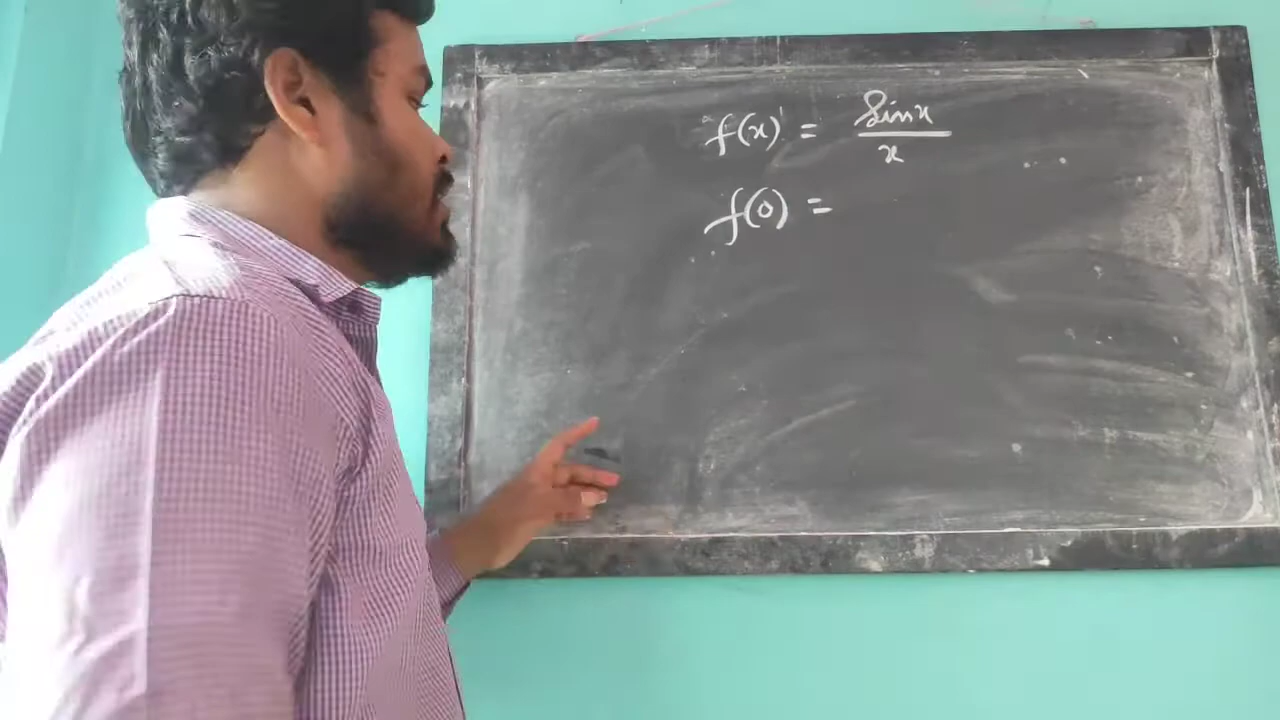 f(x) = sinx/x
f(0) =